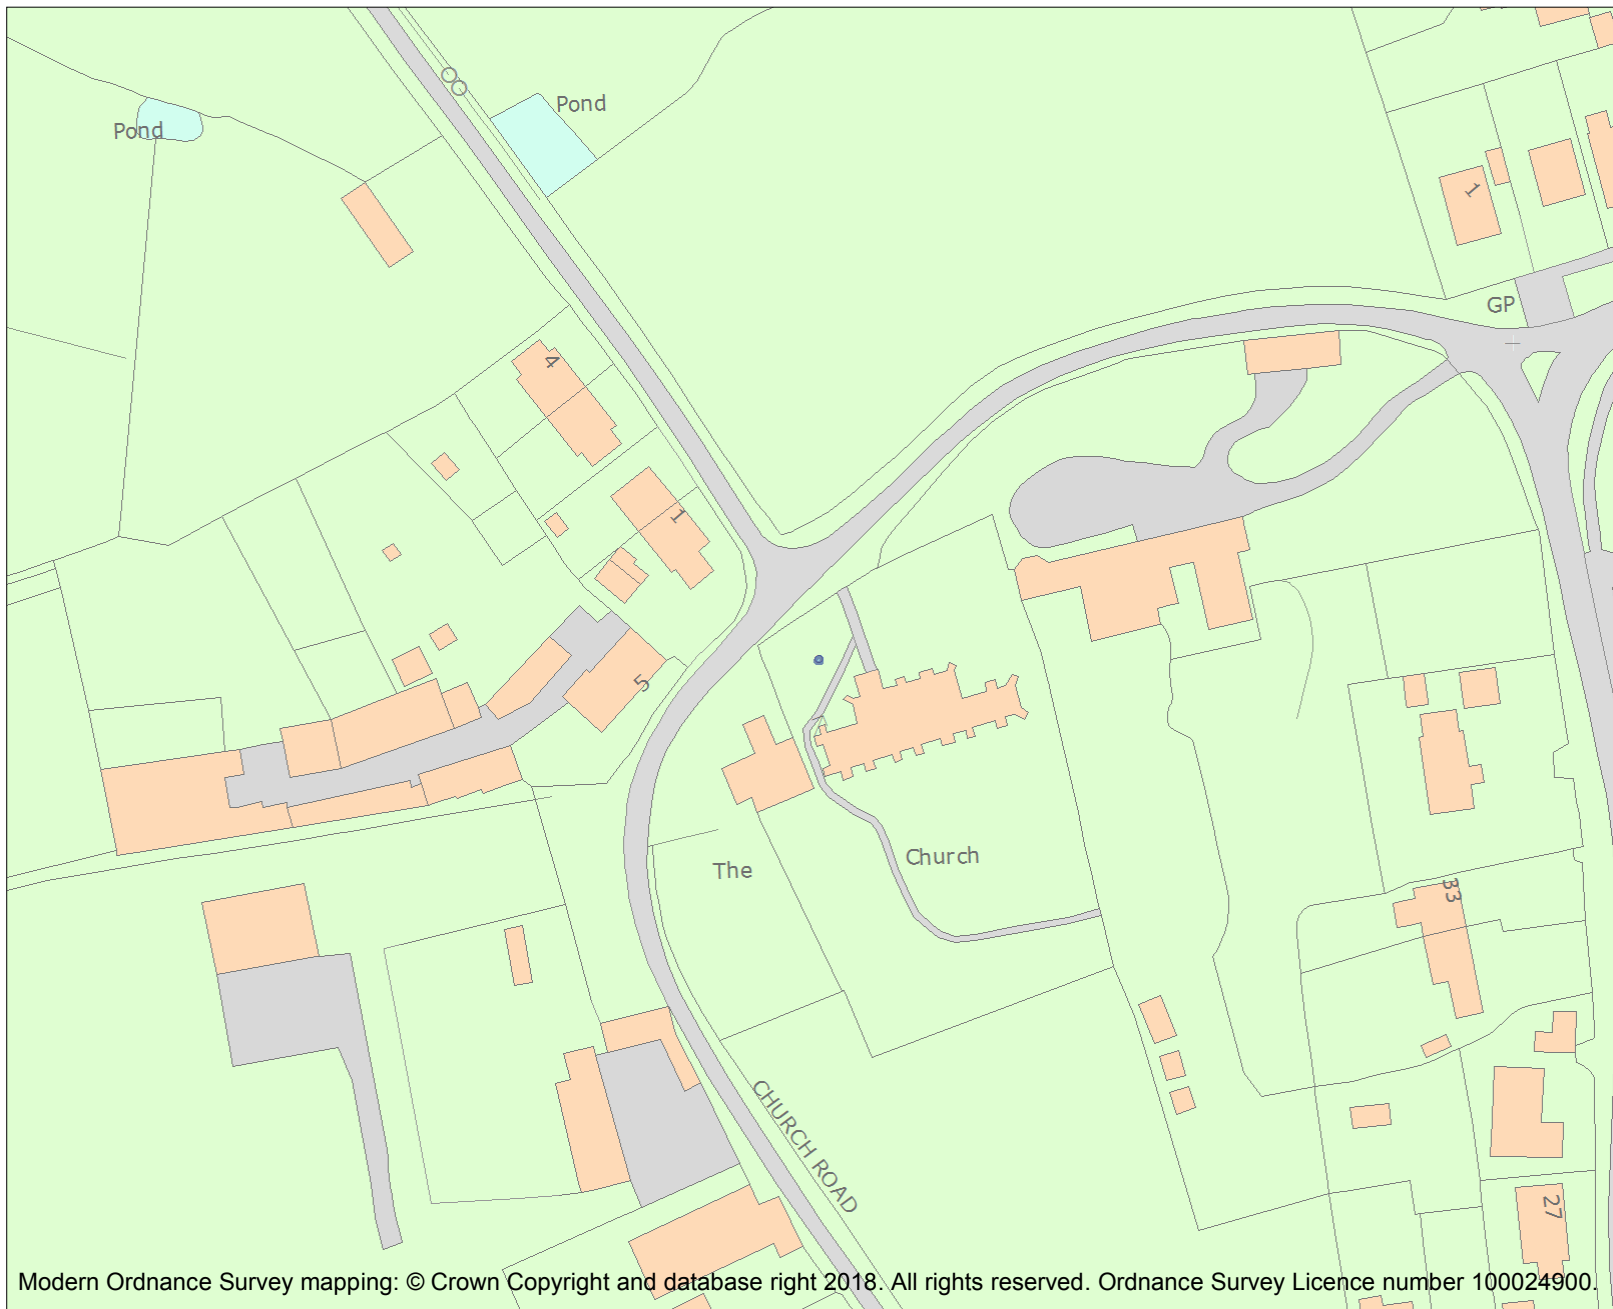 Pond
Pond
1
GP
4
1
5
The
Church
33
CHURCH ROAD
27
Modern Ordnance Survey mapping: © Crown Copyright and database right 2018. All rights reserved. Ordnance Survey Licence number 100024900.